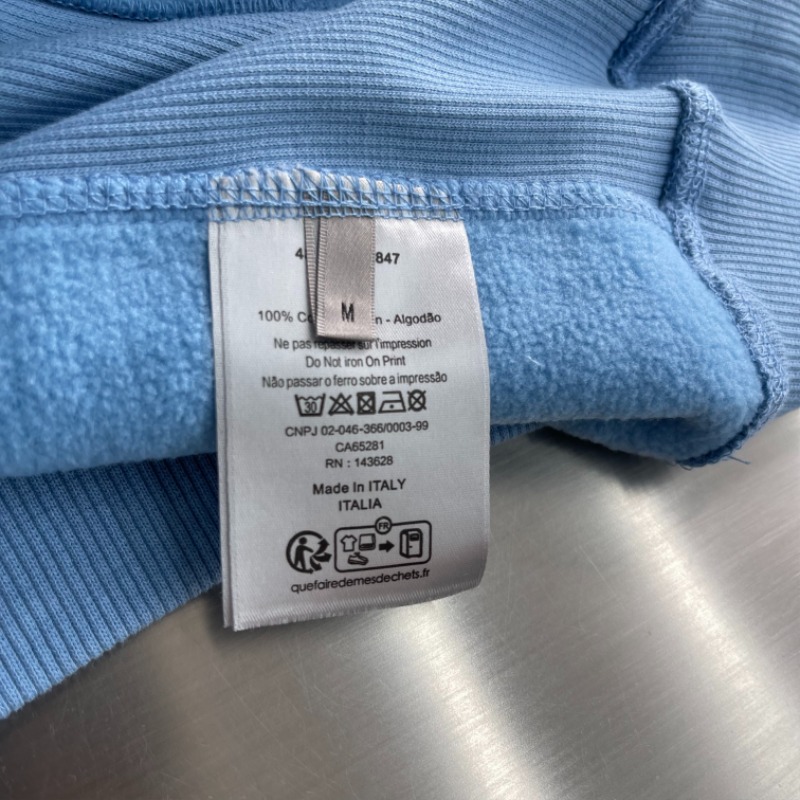 847
M
100%
- Algodão
Ne pas repasser sur l'impression
Do Not iron On Print
Não passar o ferro sobre a impressão
30
CNPJ 02-046-366/0003-99
CA65281
RN : 143628
Made In ITALY
ITALIA
FR
quefairedemesdechets.fr